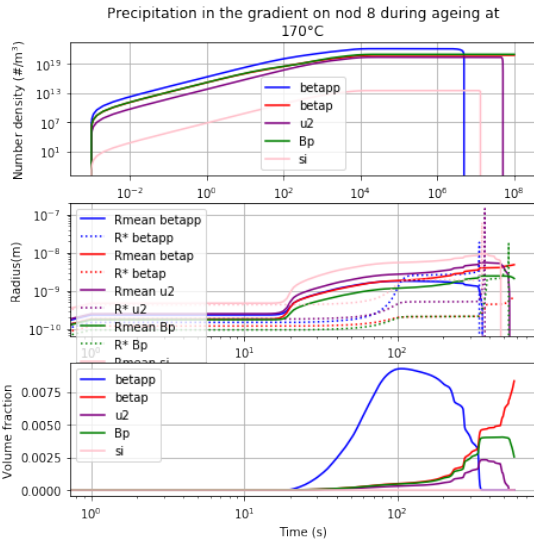 Precipitation in the gradient on nod 8 during ageing at
170°C
Number density (#/m³)
10¹⁹
10¹³
10⁷
10¹
betapp
betap
u2
Bp
si
10⁻²
10⁰
10²
10⁴
10⁶
10⁸
Radius(m)
10⁻⁷
10⁻⁸
10⁻⁹
10⁻¹⁰
Rmean betapp
R* betapp
Rmean betap
R* betap
Rmean u2
R* u2
Rmean Bp
R* Bp
Rmean si
10⁰
10¹
10²
Volume fraction
0.0075
0.0050
0.0025
0.0000
betapp
betap
u2
Bp
si
10⁰
10¹
10²
Time (s)